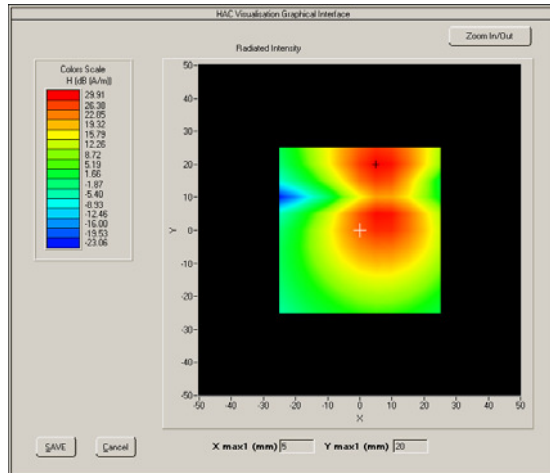 HAC Visualisation Graphical Interface
Zoom In/Out
Radiated Intensity
Colors Scale
H (dB (A/m))
29.91
26.38
22.85
19.32
15.79
12.26
8.72
5.19
1.66
-1.87
-5.40
-8.93
-12.46
-16.00
-19.53
-23.06
50
40
30
20
10
0
-10
-20
-30
-40
-50
Y
-50 -40 -30 -20 -10 0 10 20 30 40 50
X
SAVE
Cancel
X max1 (mm) 5
Y max1 (mm) 20